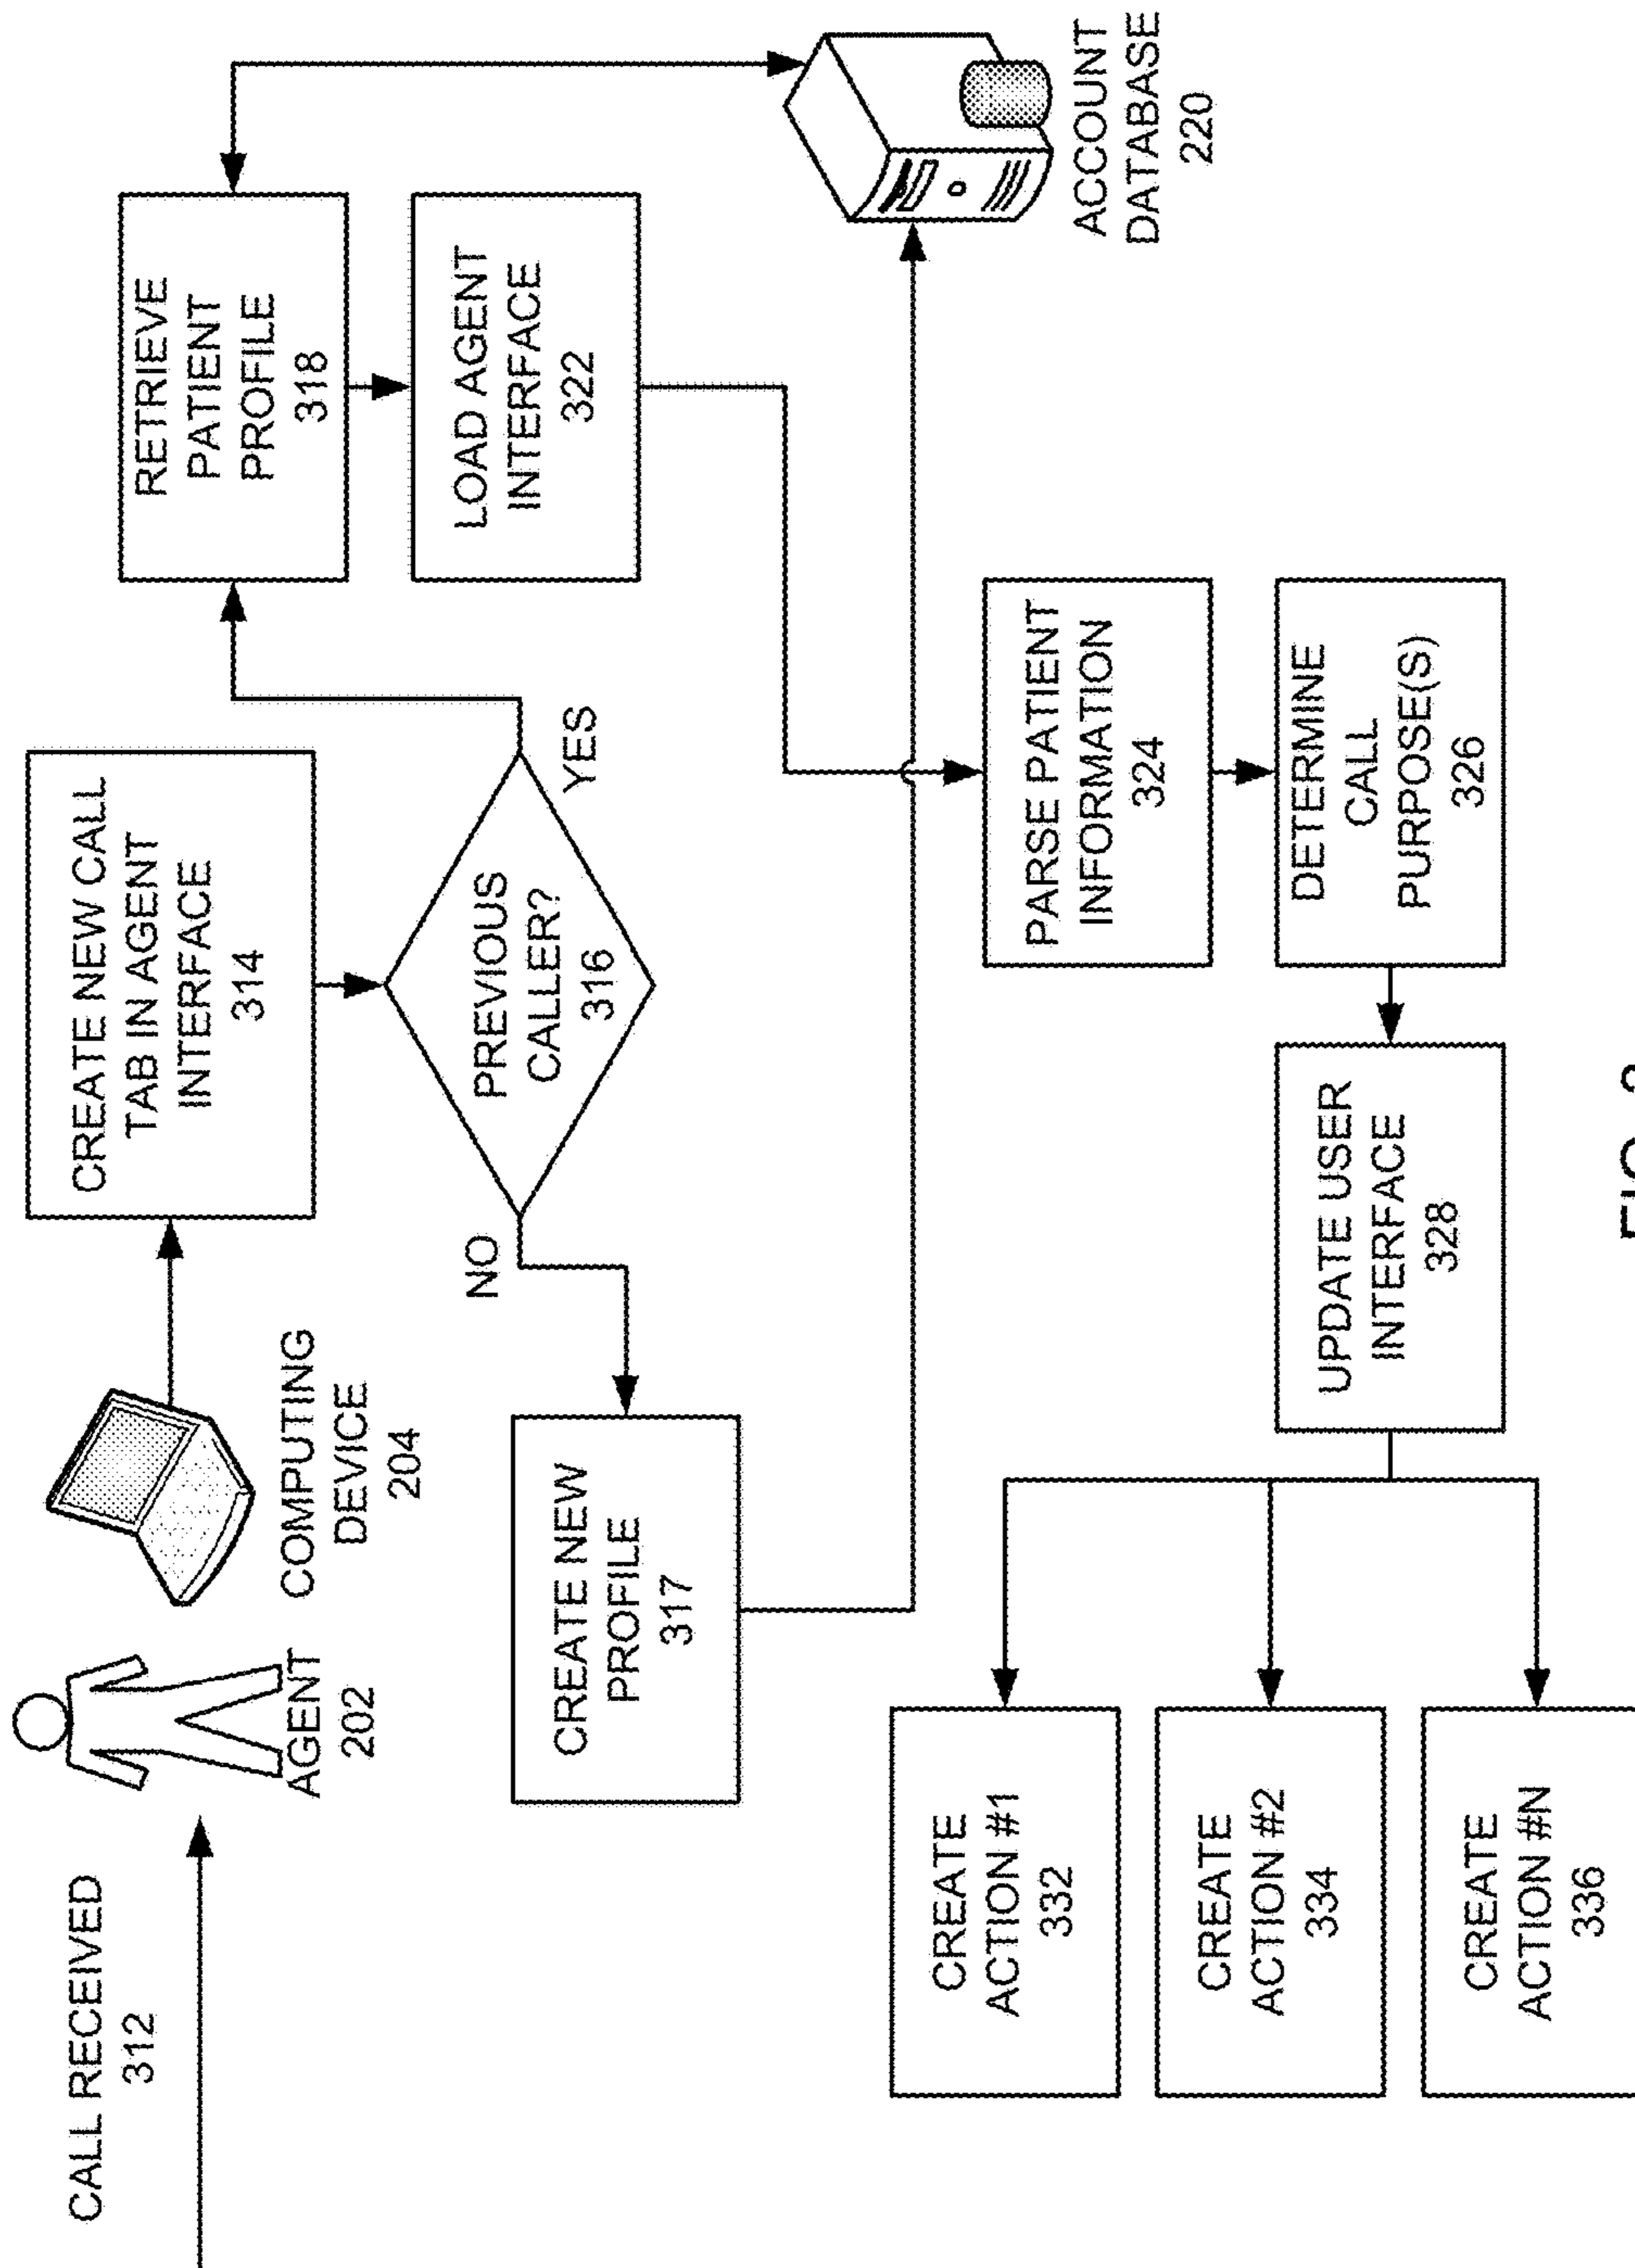 CALL RECEIVED
312
AGENT
202
COMPUTING
DEVICE
204
CREATE NEW CALL
TAB IN AGENT
INTERFACE
314
PREVIOUS
CALLER?
316
NO
YES
CREATE NEW
PROFILE
317
RETRIEVE
PATIENT
PROFILE
318
LOAD AGENT
INTERFACE
322
ACCOUNT
DATABASE
220
PARSE PATIENT
INFORMATION
324
DETERMINE
CALL
PURPOSE(S)
326
UPDATE USER
INTERFACE
328
CREATE
ACTION #1
332
CREATE
ACTION #2
334
CREATE
ACTION #N
336